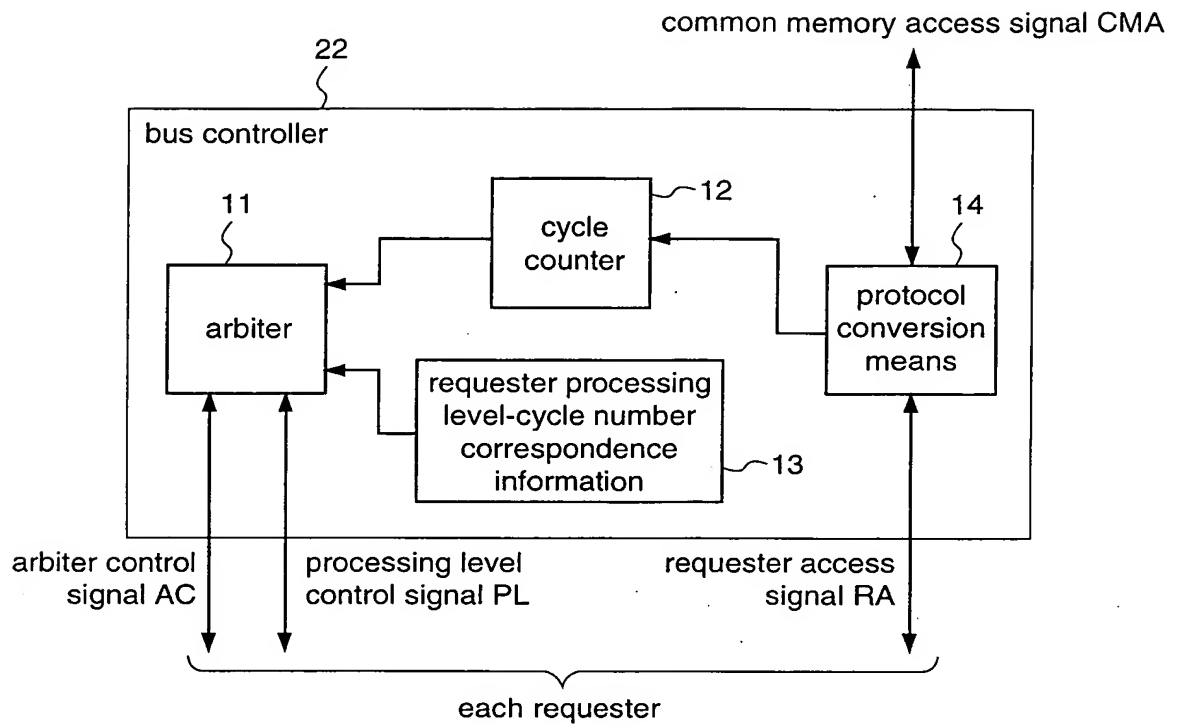 common memory access signal CMA
22
bus controller
11
12
14
cycle
counter
arbiter
protocol
conversion
means
requester processing
level-cycle number
correspondence
information
13
arbiter control
signal AC
processing level
control signal PL
requester access
signal RA
each requester